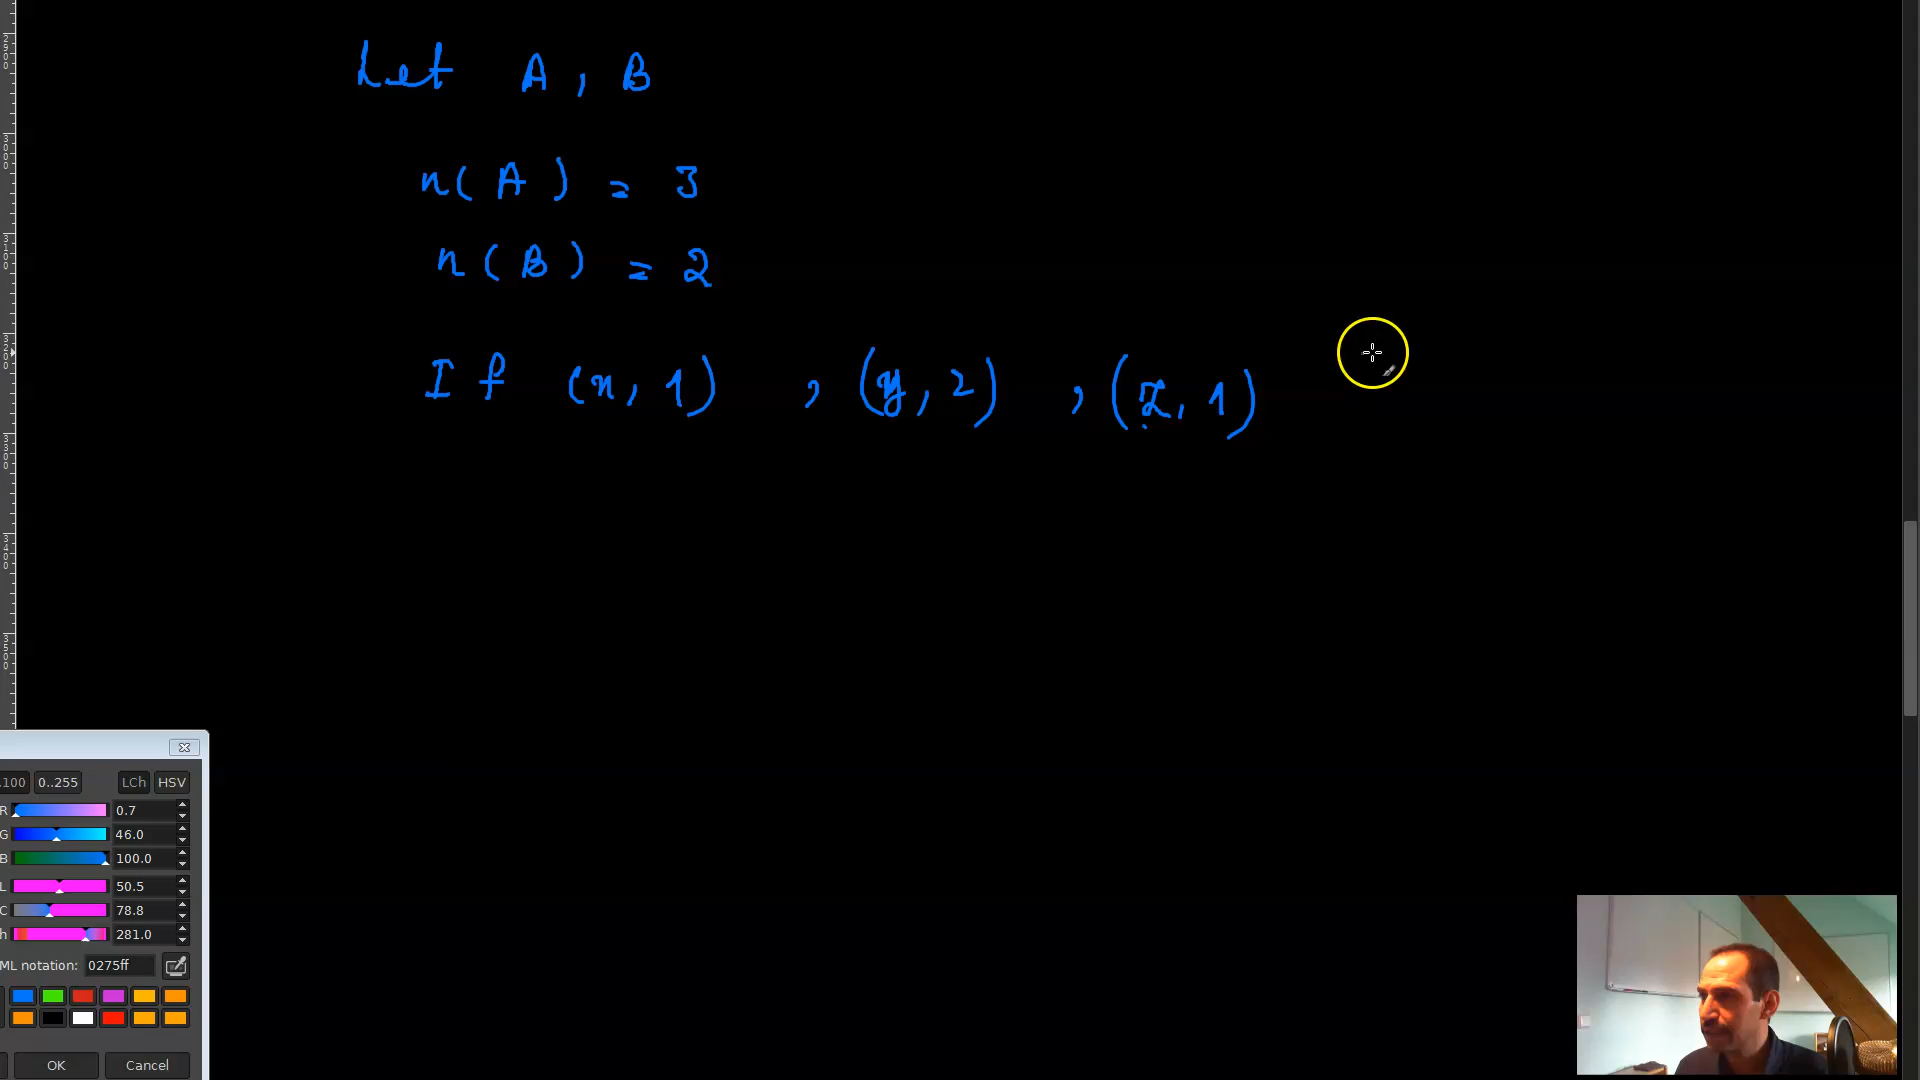 Let A , B
n( A ) = 3
n ( B ) = 2
If (x, 1) , (y, 2) , (z, 1)
.100 0..255 LCh HSV
R 0.7
G 46.0
B 100.0
L 50.5
C 78.8
h 281.0
ML notation: 0275ff
OK Cancel